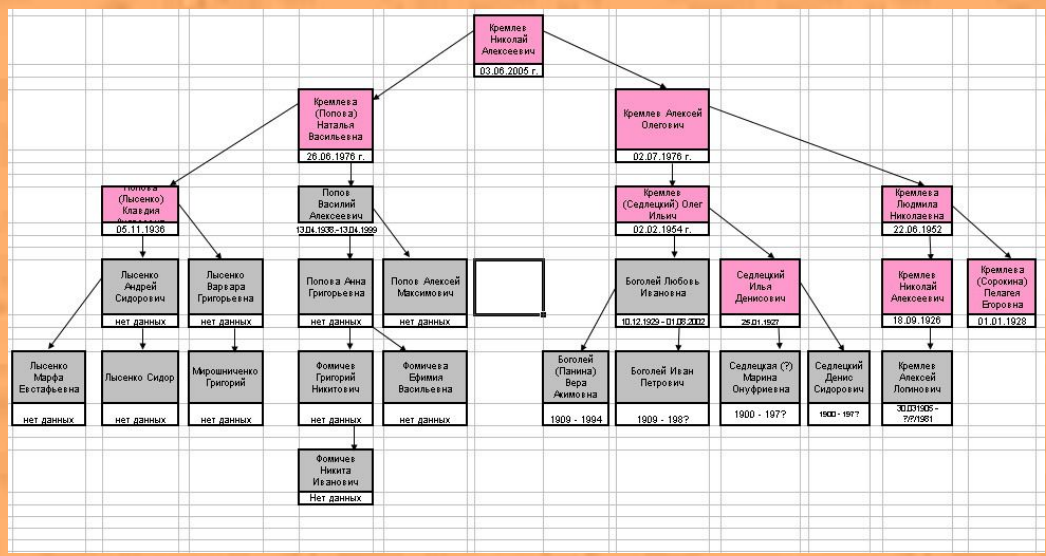 Кремлев
Николай
Алексеевич
03.06.2005 г.
Кремлева
(Попова)
Наталья
Васильевна
26.06.1976 г.
Кремлев Алексей
Олегович
02.07.1976 г.
Попова
(Лысенко)
Клавдия
05.11.1936
Попов
Василий
Алексеевич
13.04.1938-13.04.1999
Кремлев
(Седлецкий) Олег
Ильич
02.02.1954 г.
Кремлева
Людмила
Николаевна
22.06.1952
Лысенко
Андрей
Сидорович
нет данных
Лысенко
Варвара
Григорьевна
нет данных
Попова Анна
Григорьевна
нет данных
Попов Алексей
Максимович
нет данных
Боголей Любовь
Ивановна
10.12.1929 - 01.08.2002
Седлецкий
Илья
Денисович
25.01.1927
Кремлев
Николай
Алексеевич
18.09.1926
Кремлева
(Сорокина)
Пелагея
Егоровна
01.01.1928
Лысенко
Марфа
Евстафьевна
нет данных
Лысенко Сидор
нет данных
Мирошниченко
Григорий
нет данных
Фомичев
Григорий
Никитович
нет данных
Фомичева
Ефимия
Васильевна
нет данных
Боголей
(Панина)
Вера
Акимовна
1909 - 1994
Боголей Иван
Петрович
1909 - 198?
Седлецкая (?)
Марина
Онуфриевна
1900 - 197?
Седлецкий
Денис
Сидорович
1900 - 197?
Кремлев
Алексей
Логинович
30.031905 -
?/?/1981
Фомичев
Никита
Иванович
Нет данных